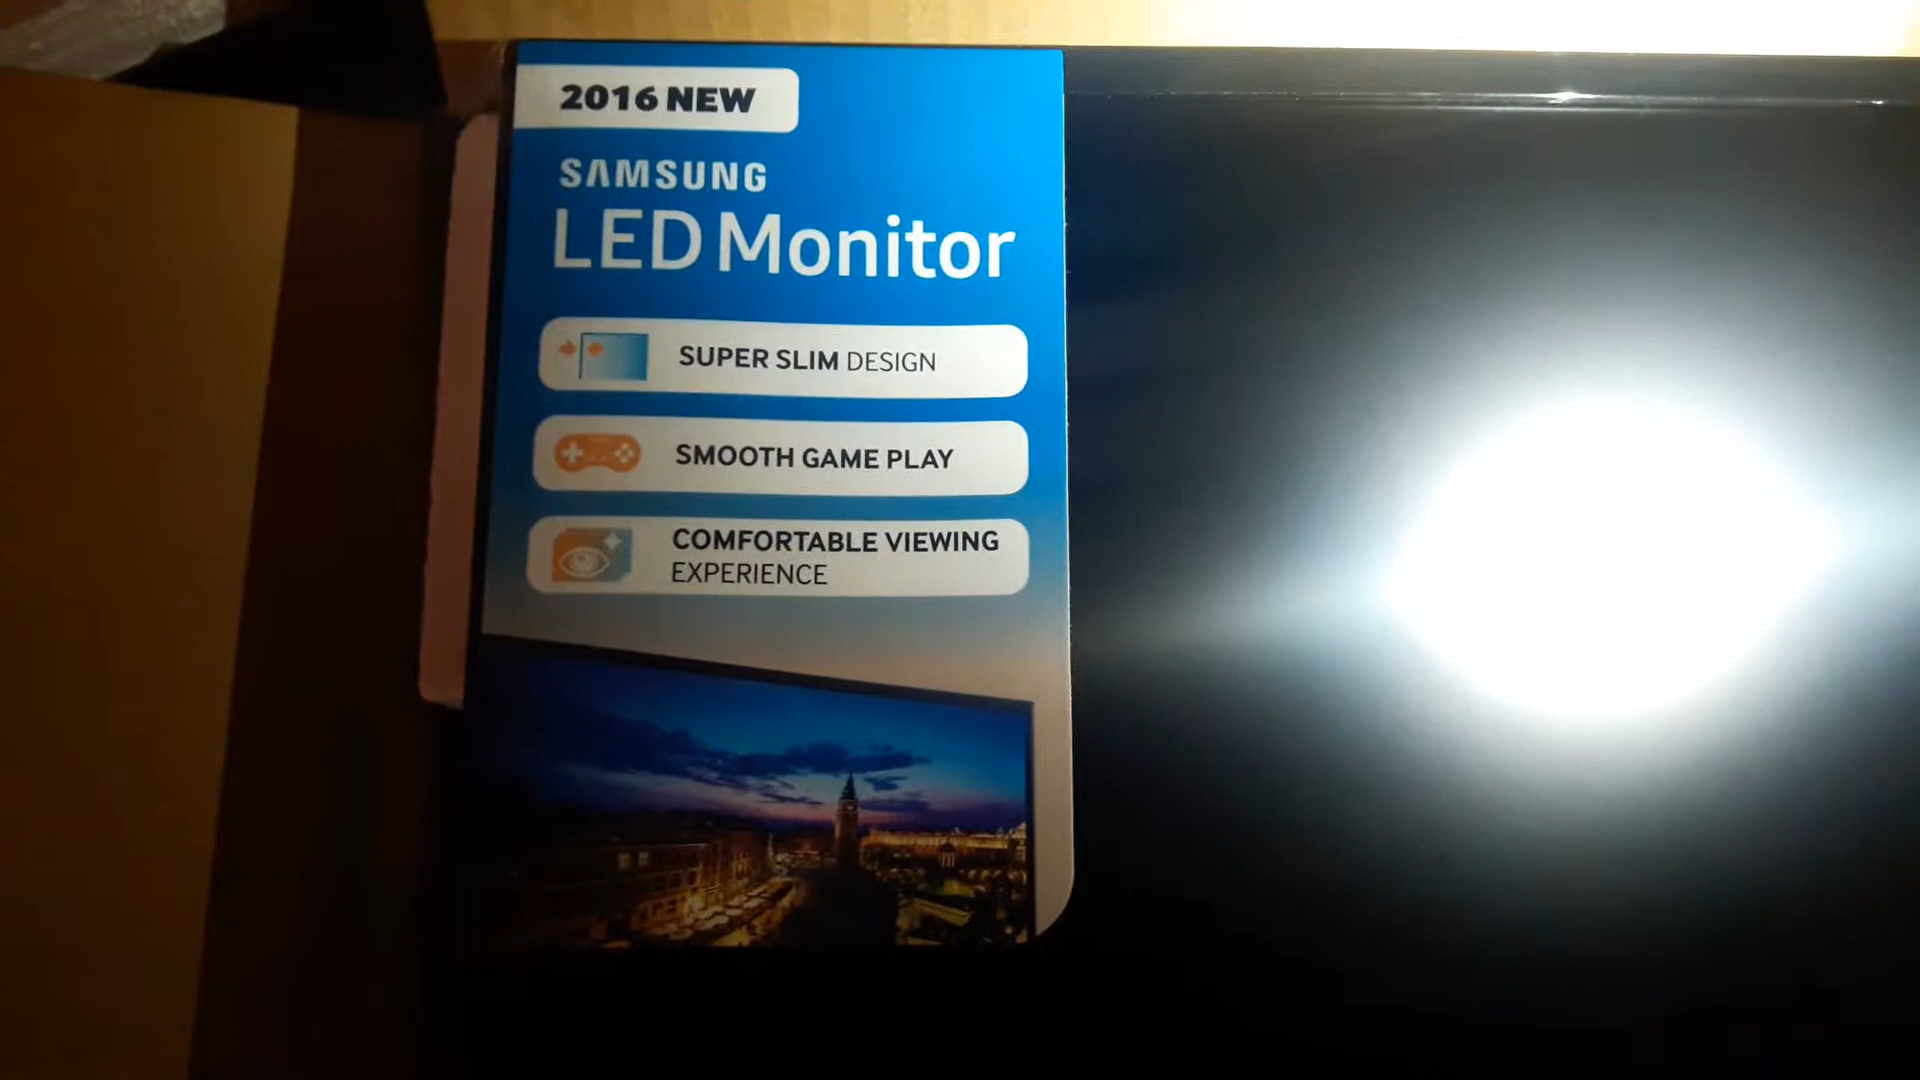 2016 NEW
SAMSUNG
LED Monitor
SUPER SLIM DESIGN
SMOOTH GAME PLAY
COMFORTABLE VIEWING
EXPERIENCE